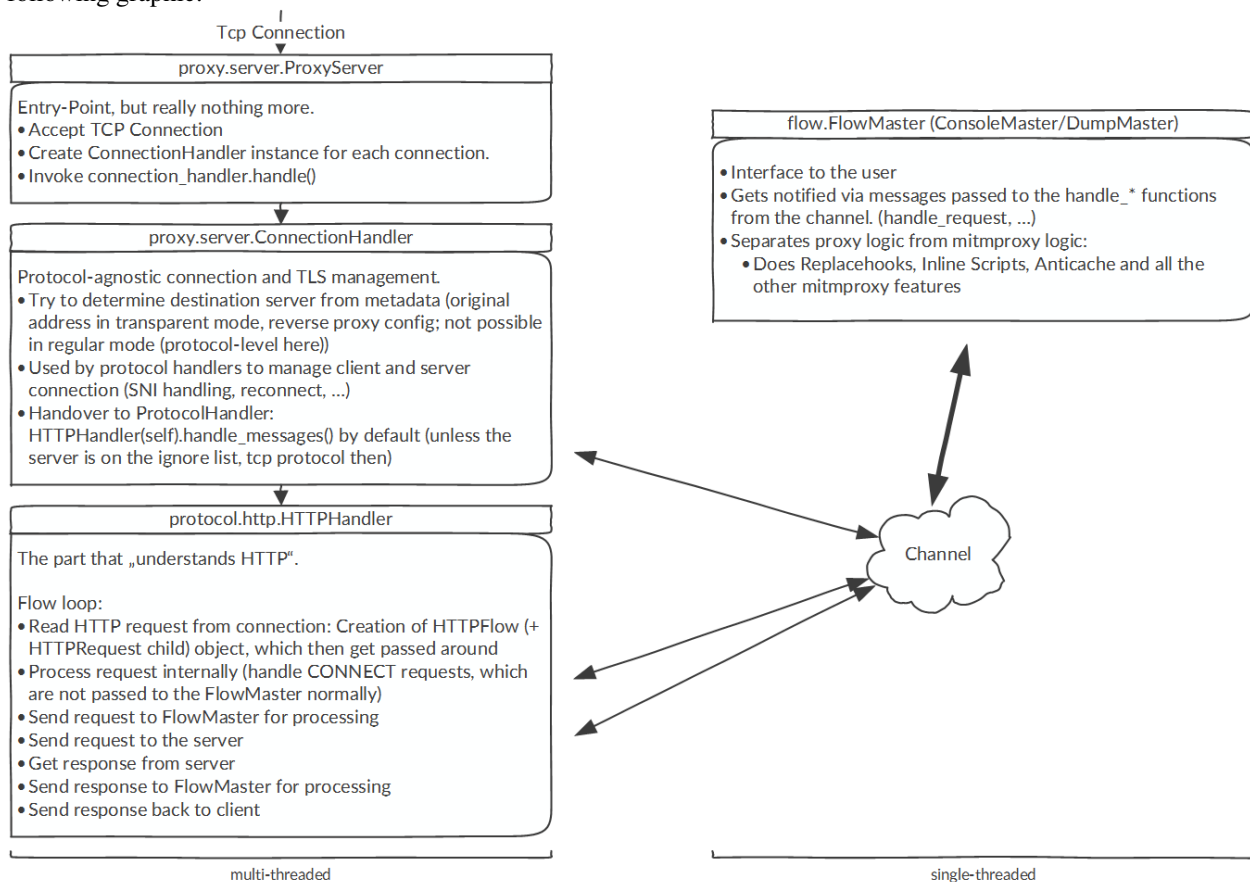 following graphic:
Tcp Connection
proxy.server.ProxyServer
Entry-Point, but really nothing more.
• Accept TCP Connection
• Create ConnectionHandler instance for each connection.
• Invoke connection_handler.handle()
proxy.server.ConnectionHandler
Protocol-agnostic connection and TLS management.
• Try to determine destination server from metadata (original
address in transparent mode, reverse proxy config; not possible
in regular mode (protocol-level here))
• Used by protocol handlers to manage client and server
connection (SNI handling, reconnect, ...)
• Handover to ProtocolHandler:
HTTPHandler(self).handle_messages() by default (unless the
server is on the ignore list, tcp protocol then)
protocol.http.HTTPHandler
The part that „understands HTTP“.
Flow loop:
• Read HTTP request from connection: Creation of HTTPFlow (+
HTTPRequest child) object, which then get passed around
• Process request internally (handle CONNECT requests, which
are not passed to the FlowMaster normally)
• Send request to FlowMaster for processing
• Send request to the server
• Get response from server
• Send response to FlowMaster for processing
• Send response back to client
multi-threaded
flow.FlowMaster (ConsoleMaster/DumpMaster)
• Interface to the user
• Gets notified via messages passed to the handle_* functions
from the channel. (handle_request, ...)
• Separates proxy logic from mitmproxy logic:
• Does Replacehooks, Inline Scripts, Anticache and all the
other mitmproxy features
Channel
single-threaded